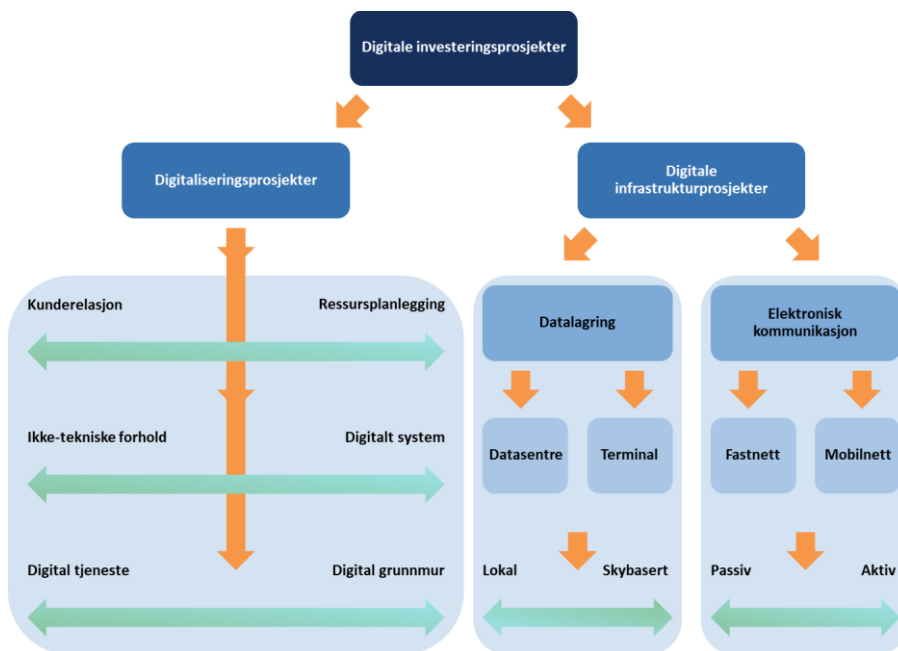 Digitale investeringsprosjekter
Digitaliseringsprosjekter
Digitale
infrastrukturprosjekter
Kunderelasjon
Ressursplanlegging
Ikke-tekniske forhold
Digitalt system
Digital tjeneste
Digital grunnmur
Datalagring
Datasentre
Terminal
Lokal
Skybasert
Elektronisk
kommunikasjon
Fastnett
Mobilnett
Passiv
Aktiv